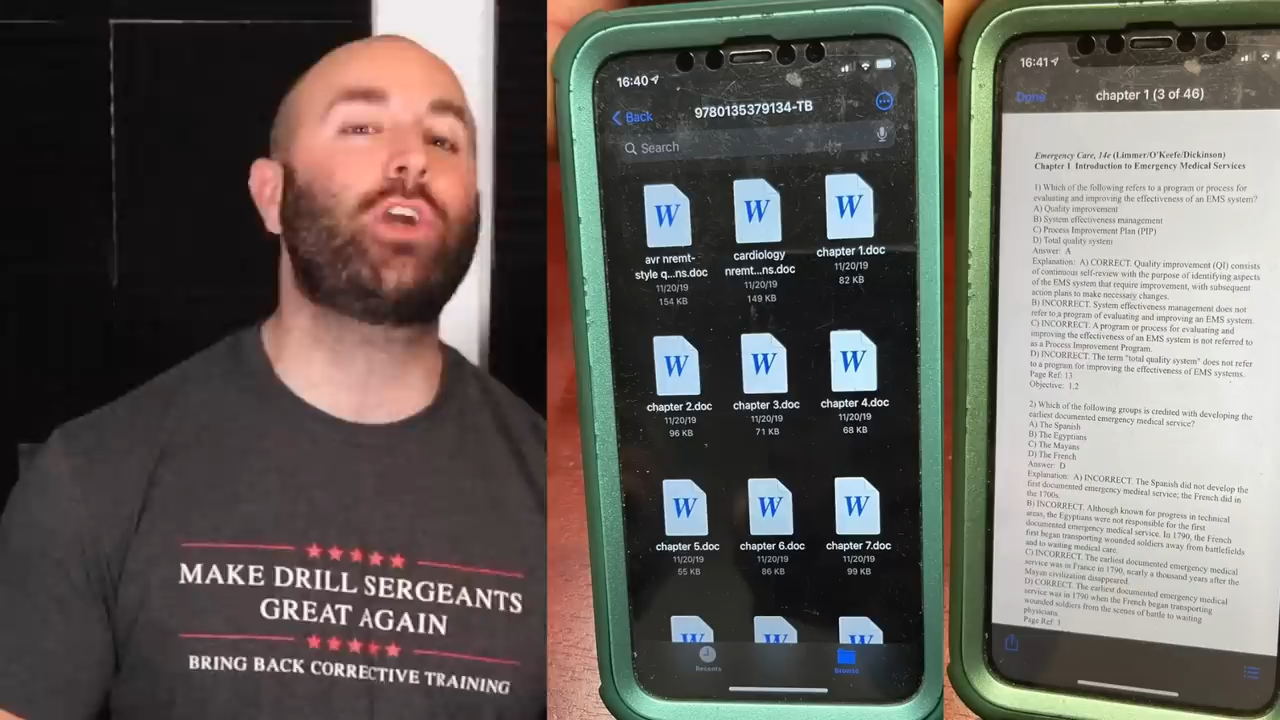 MAKE DRILL SERGEANTS
GREAT AGAIN
BRING BACK CORRECTIVE TRAINING
16:40
Back
9780135379134-TB
Search
avr nremt-
style q...ns.doc
11/20/19
154 KB
cardiology
nremt...ns.doc
11/20/19
149 KB
chapter 1.doc
11/20/19
82 KB
chapter 2.doc
11/20/19
96 KB
chapter 3.doc
11/20/19
71 KB
chapter 4.doc
11/20/19
68 KB
chapter 5.doc
11/20/19
55 KB
chapter 6.doc
11/20/19
86 KB
chapter 7.doc
11/20/19
99 KB
Recents
Browse
16:41
Done
chapter 1 (3 of 46)
Emergency Care, 14e (Limmer/O'Keefe/Dickinson)
Chapter 1 Introduction to Emergency Medical Services
1) Which of the following refers to a program or process for
evaluating and improving the effectiveness of an EMS system?
A) Quality improvement
B) System effectiveness management
C) Process Improvement Plan (PIP)
D) Total quality system
Answer: A
Explanation: A) CORRECT. Quality improvement (QI) consists
of continuous self-review with the purpose of identifying aspects
of the EMS system that require improvement, with subsequent
action plans to make necessary changes.
B) INCORRECT. System effectiveness management does not
refer to a program of evaluating and improving an EMS system.
C) INCORRECT. A program or process for evaluating and
improving the effectiveness of an EMS system is not referred to
as a Process Improvement Program.
D) INCORRECT. The term "total quality system" does not refer
to a program for improving the effectiveness of EMS systems.
Page Ref: 13
Objective: 1.2
2) Which of the following groups is credited with developing the
earliest documented emergency medical service?
A) The Spanish
B) The Egyptians
C) The Mayans
D) The French
Answer: D
Explanation: A) INCORRECT. The Spanish did not develop the
first documented emergency medical service; the French did in
the 1700s.
B) INCORRECT. Although known for progress in technical
areas, the Egyptians were not responsible for the first
documented emergency medical service. In 1790, the French
first began transporting wounded soldiers away from battlefields
and to waiting medical care.
C) INCORRECT. The earliest documented emergency medical
service was in France in 1790, nearly a thousand years after the
Mayan civilization disappeared.
D) CORRECT. The earliest documented emergency medical
service was in 1790 when the French began transporting
wounded soldiers from the scenes of battle to waiting
physicians.
Page Ref: 3